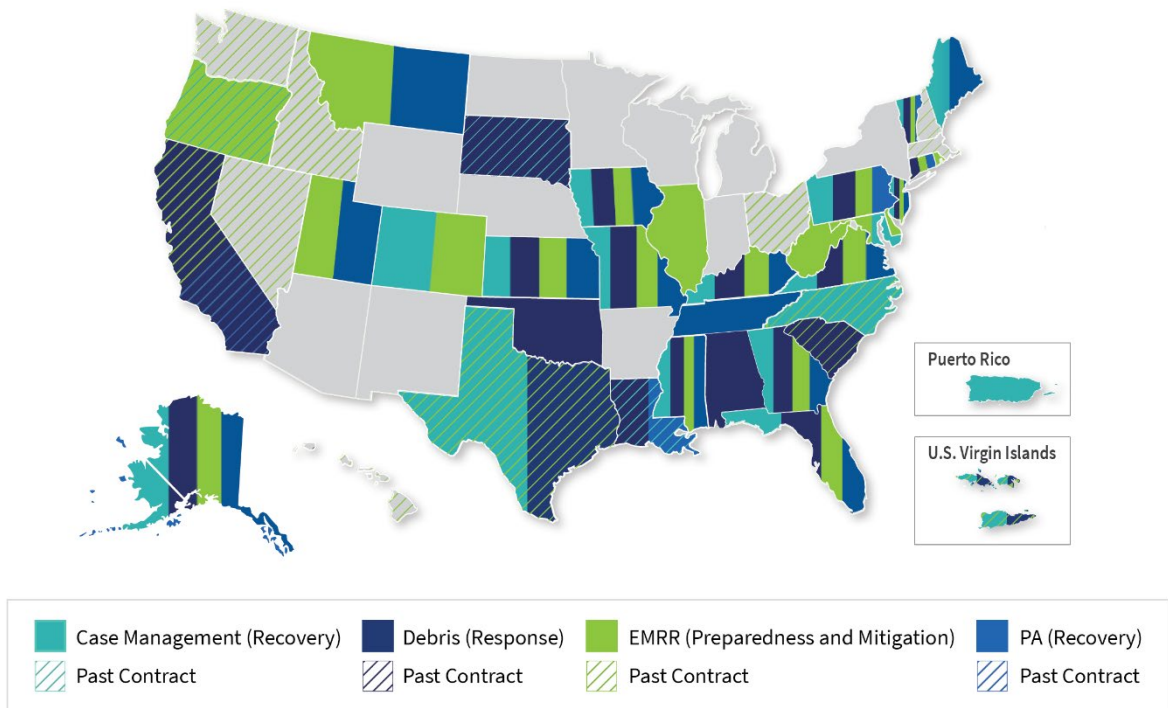 Puerto Rico
U.S. Virgin Islands
Case Management (Recovery)
Debris (Response)
EMRR (Preparedness and Mitigation)
PA (Recovery)
Past Contract
Past Contract
Past Contract
Past Contract